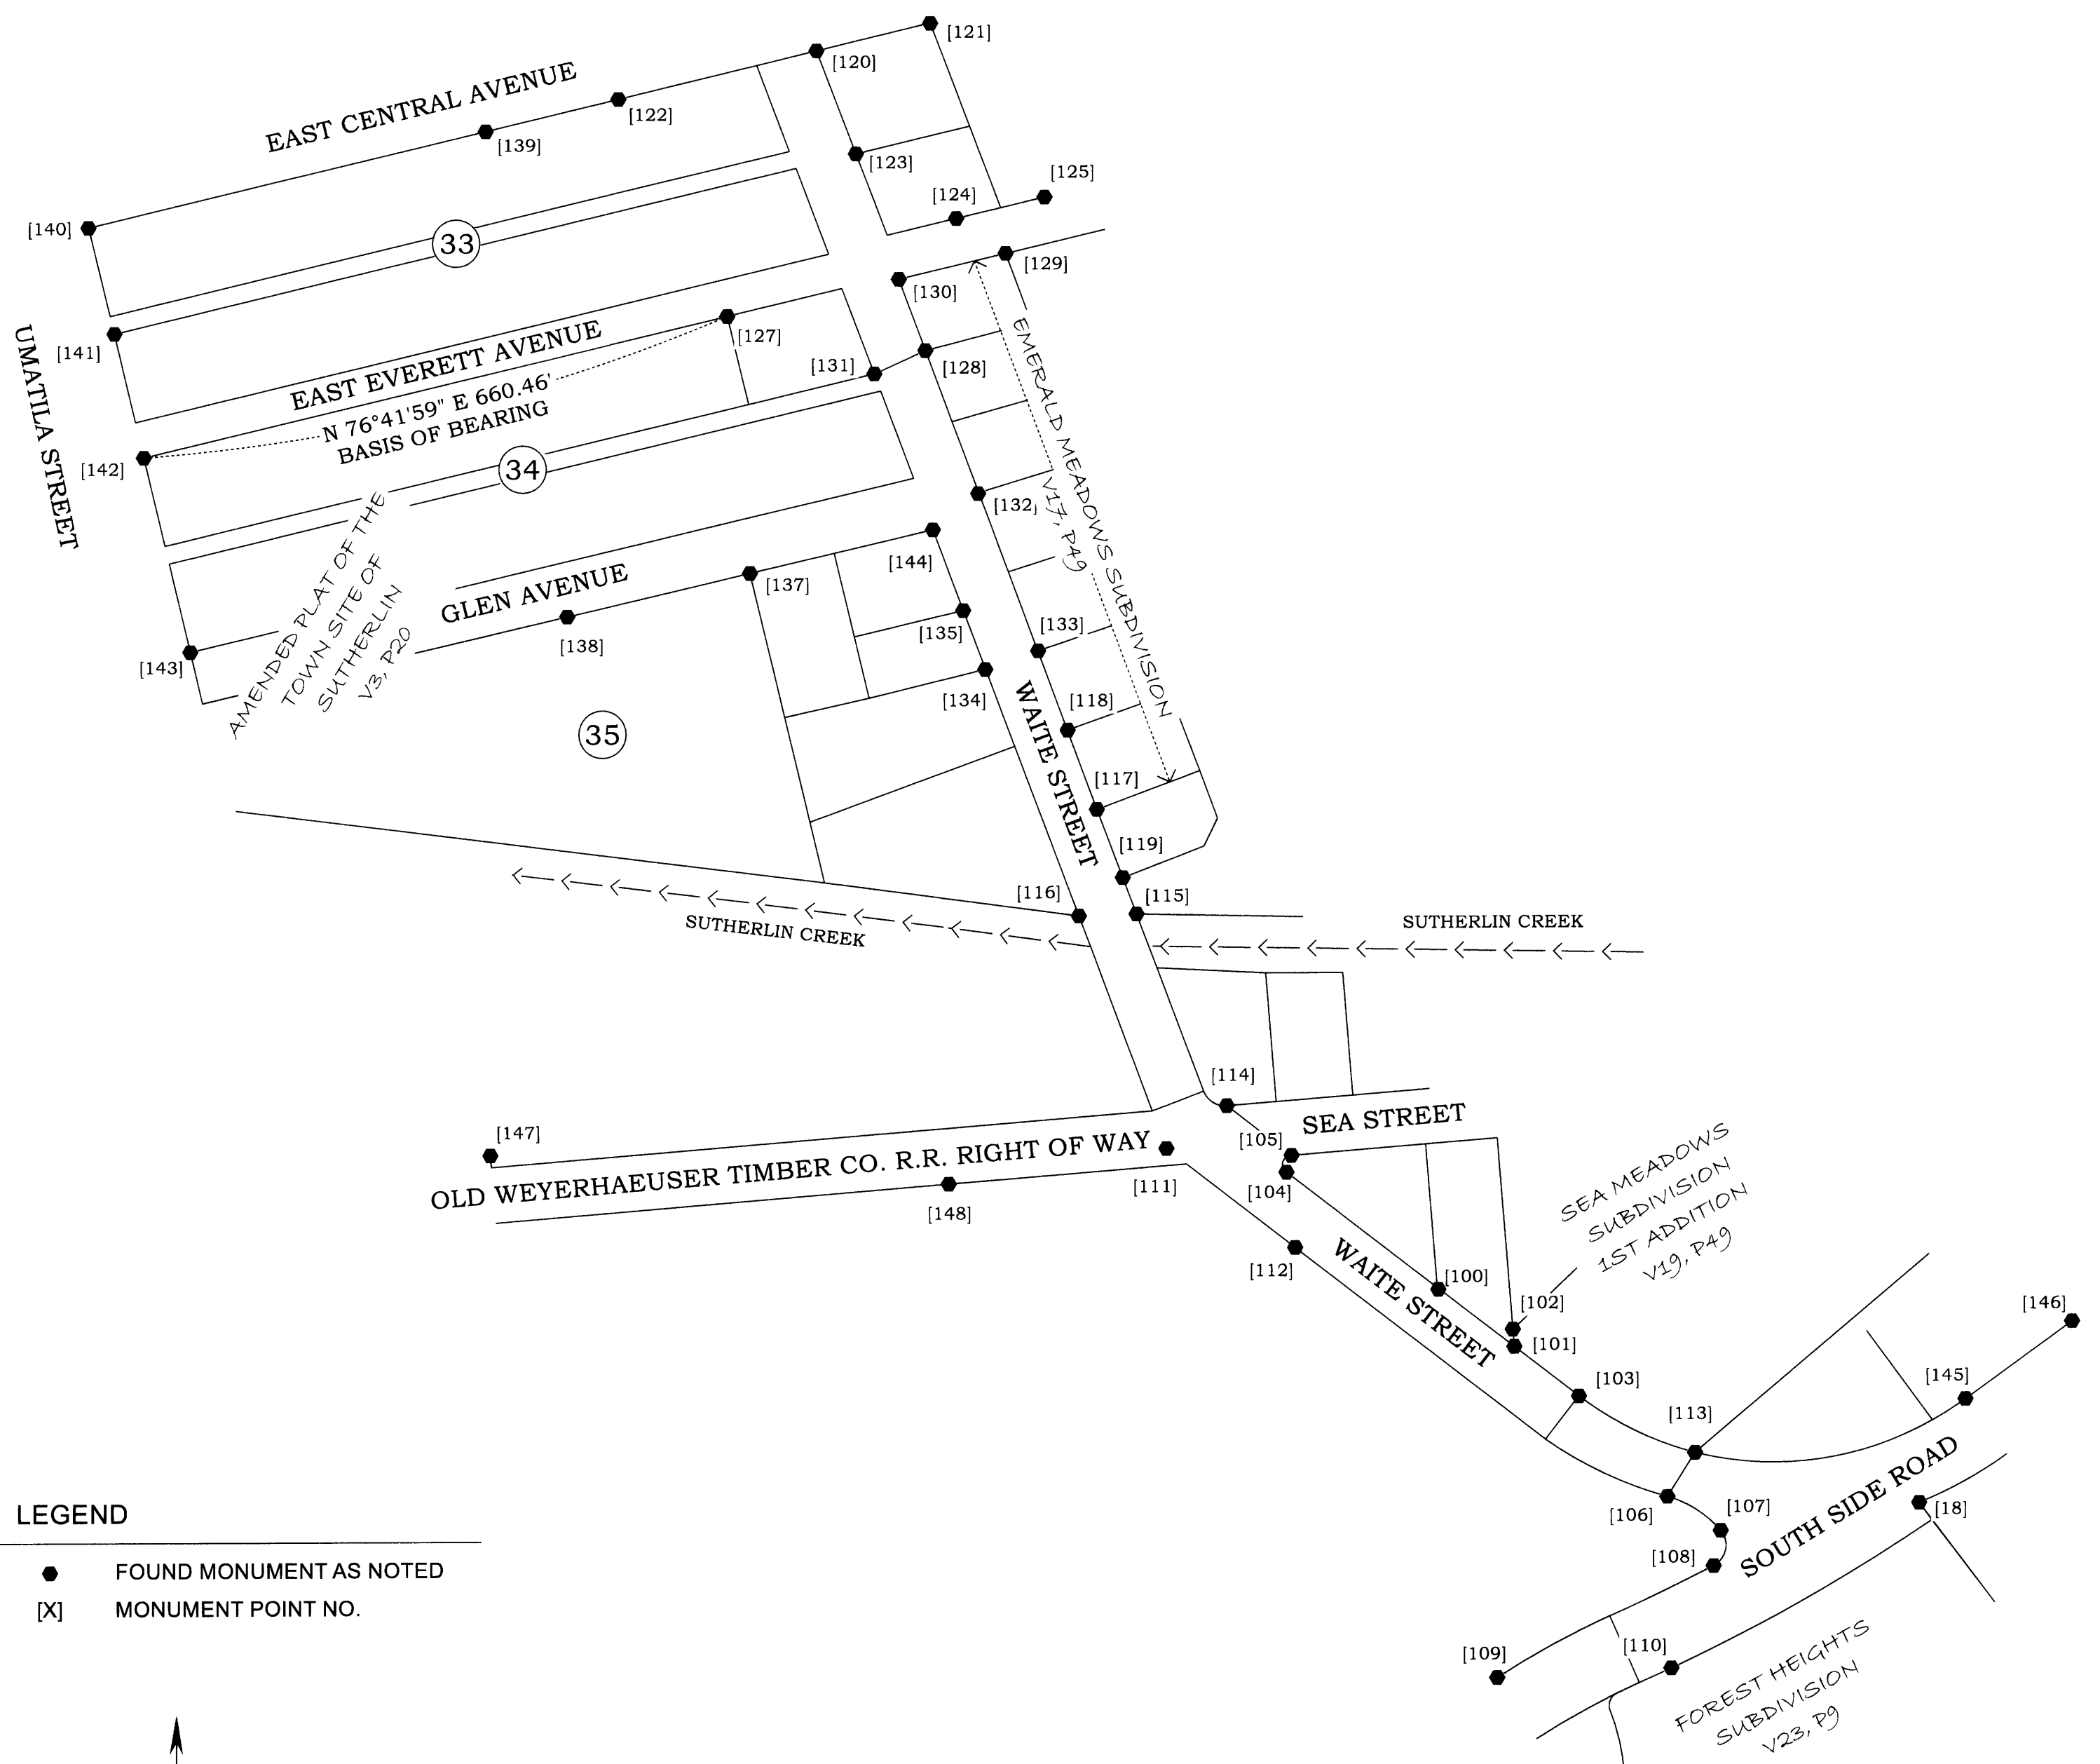 [121]
[120]
EAST CENTRAL AVENUE
[122]
[139]
[123]
[125]
[124]
[140]
33
[129]
[130]
UMATILA STREET
[141]
EAST EVERETT AVENUE
[127]
[131]
[128]
N 76°41'59" E 660.46'
BASIS OF BEARING
[142]
34
EMERALD MEADOWS SUBDIVISION
V17, P49
[132]
AMENDED PLAT OF THE
TOWN SITE OF
SUTHERLIN
V3, P20
[144]
GLEN AVENUE
[137]
[138]
[135]
[133]
[143]
[134]
[118]
35
WAITE STREET
[117]
[119]
[116]
[115]
SUTHERLIN CREEK
SUTHERLIN CREEK
[114]
SEA STREET
[147]
[105]
OLD WEYERHAEUSER TIMBER CO. R.R. RIGHT OF WAY
[111]
[104]
[148]
SEA MEADOWS
SUBDIVISION
1ST ADDITION
V19, P49
[112]
WAITE STREET
[100]
[102]
[101]
[146]
[103]
[145]
[113]
SOUTH SIDE ROAD
[106]
[107]
[18]
[108]
[109]
[110]
FOREST HEIGHTS
SUBDIVISION
V23, P9
LEGEND
FOUND MONUMENT AS NOTED
[X] MONUMENT POINT NO.